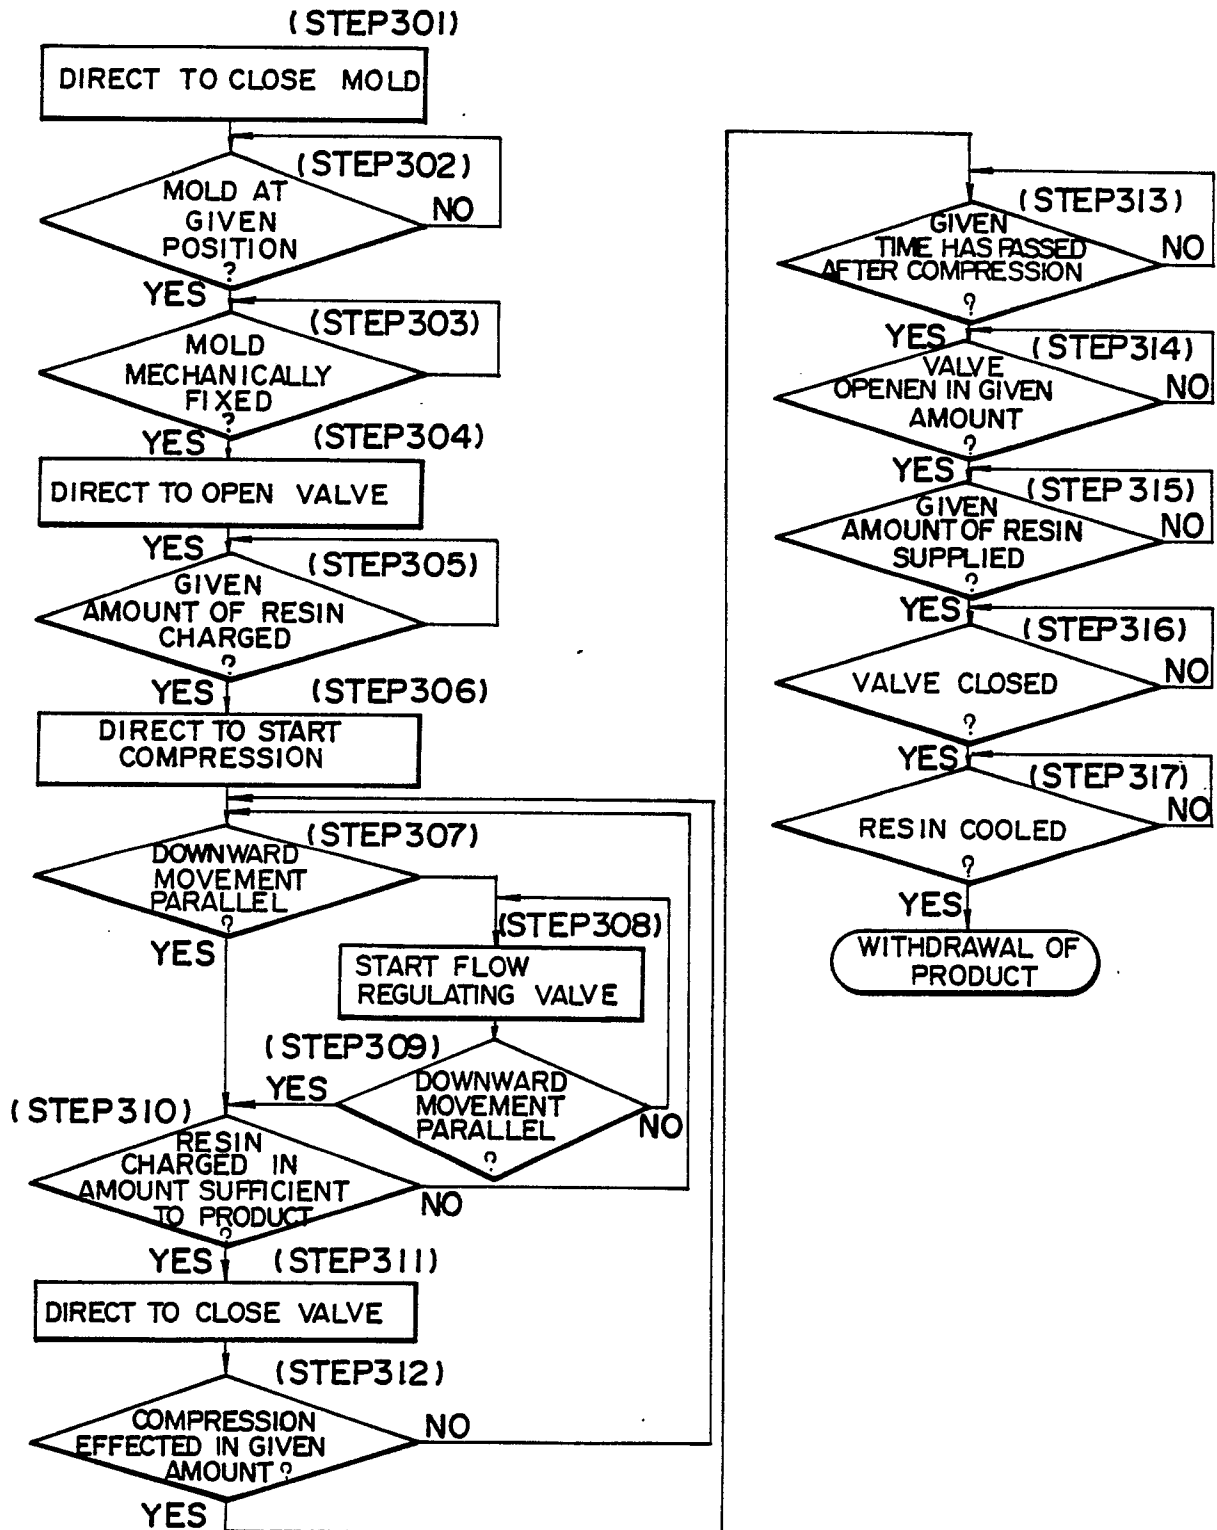 (STEP301)
DIRECT TO CLOSE MOLD
(STEP302)
MOLD AT
GIVEN
POSITION
?
NO
YES
(STEP303)
MOLD
MECHANICALLY
FIXED
?
YES
(STEP304)
DIRECT TO OPEN VALVE
YES
(STEP305)
GIVEN
AMOUNT OF RESIN
CHARGED
?
YES
(STEP306)
DIRECT TO START
COMPRESSION
(STEP307)
DOWNWARD
MOVEMENT
PARALLEL
?
YES
(STEP308)
START FLOW
REGULATING VALVE
(STEP309)
YES
DOWNWARD
MOVEMENT
PARALLEL
?
NO
(STEP310)
RESIN
CHARGED IN
AMOUNT SUFFICIENT
TO PRODUCT
?
NO
YES
(STEP311)
DIRECT TO CLOSE VALVE
(STEP312)
COMPRESSION
EFFECTED IN GIVEN
AMOUNT ?
NO
YES
(STEP313)
GIVEN
TIME HAS PASSED
AFTER COMPRESSION
?
NO
YES
(STEP314)
VALVE
OPENEN IN GIVEN
AMOUNT
?
NO
YES
(STEP315)
GIVEN
AMOUNT OF RESIN
SUPPLIED
?
NO
YES
(STEP316)
VALVE CLOSED
?
NO
YES
(STEP317)
RESIN COOLED
?
NO
YES
WITHDRAWAL OF
PRODUCT